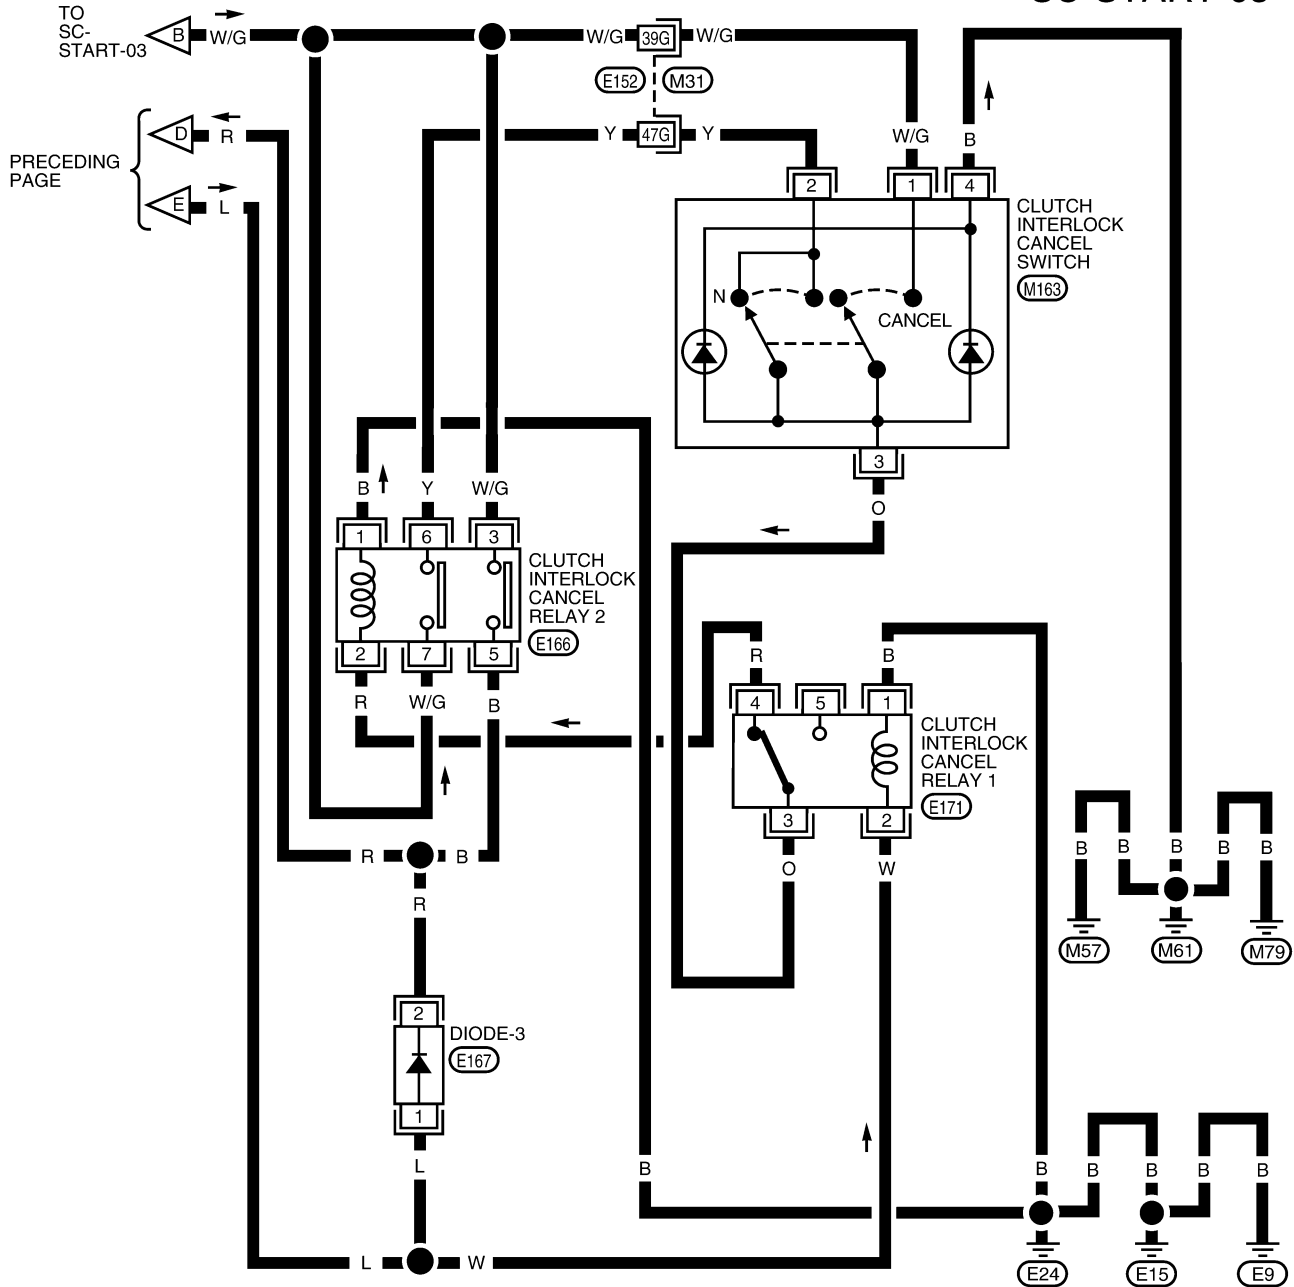 TO
SC-
START-03
B
W/G
W/G
39G
W/G
E152
M31
PRECEDING
PAGE
D
R
E
L
Y
47G
Y
W/G
B
2
1
4
CLUTCH
INTERLOCK
CANCEL
SWITCH
M163
N
CANCEL
3
O
B
Y
W/G
1
6
3
CLUTCH
INTERLOCK
CANCEL
RELAY 2
E166
2
7
5
R
W/G
B
R
B
4
5
1
CLUTCH
INTERLOCK
CANCEL
RELAY 1
E171
3
2
O
W
R
B
R
2
DIODE-3
E167
1
L
L
W
B
B
B
B
B
B
M57
M61
M79
B
B
B
B
B
E24
E15
E9